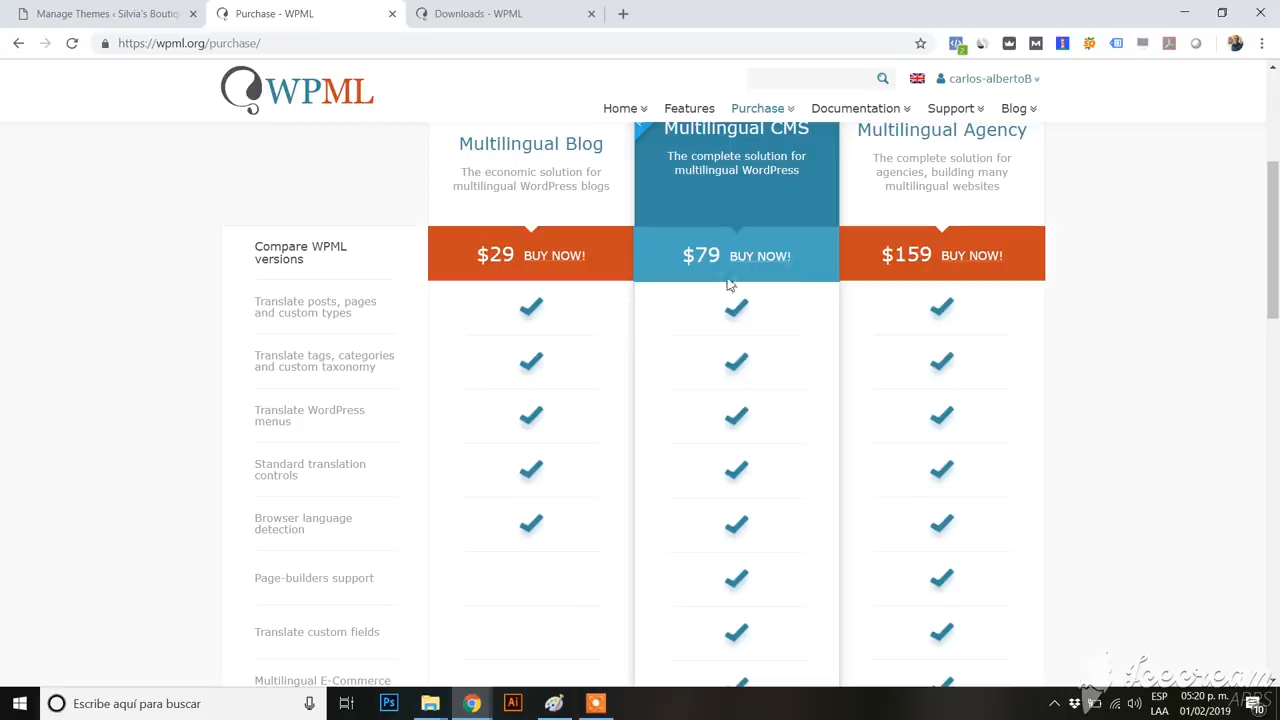 Manage Themes ‹ Silvia's Boutiq
Purchase - WPML
Downloads - WPML
https://wpml.org/purchase/
2
WPML
carlos-albertoB
Home
Features
Purchase
Documentation
Support
Blog
Multilingual Blog
Multilingual CMS
Multilingual Agency
The economic solution for
multilingual WordPress blogs
The complete solution for
multilingual WordPress
The complete solution for
agencies, building many
multilingual websites
Compare WPML
versions
$29 BUY NOW!
$79 BUY NOW!
$159 BUY NOW!
Translate posts, pages
and custom types
Translate tags, categories
and custom taxonomy
Translate WordPress
menus
Standard translation
controls
Browser language
detection
Page-builders support
Translate custom fields
Multilingual E-Commerce
Icecream
APPS
Escribe aquí para buscar
Ps
Ai
ESP
LAA
05:20 p. m.
01/02/2019